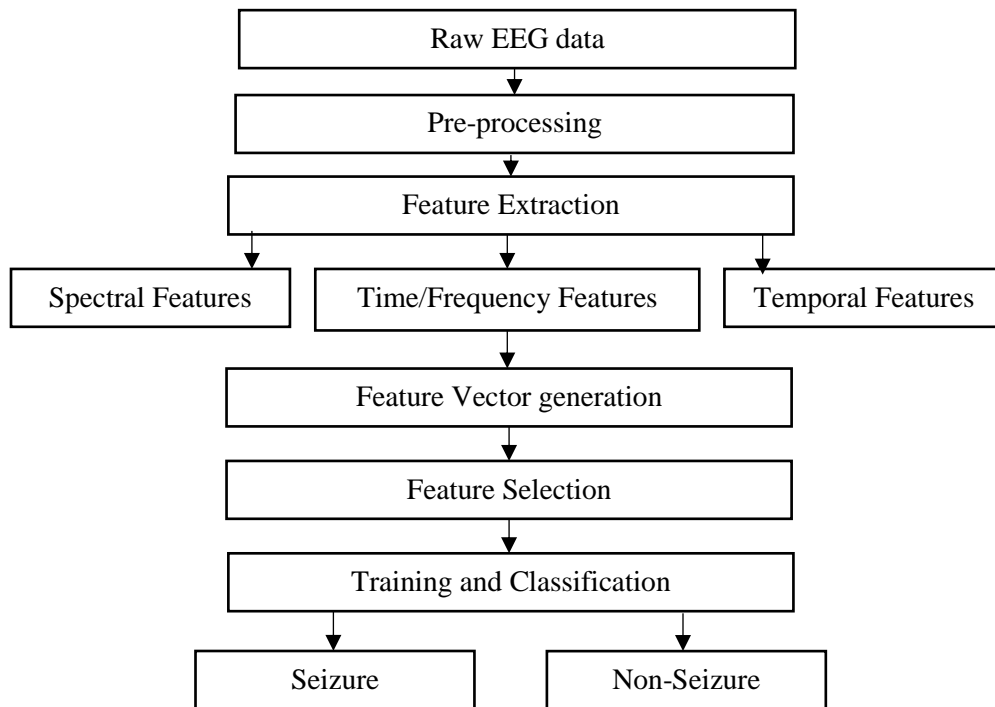 Raw EEG data
Pre-processing
Feature Extraction
Spectral Features
Time/Frequency Features
Temporal Features
Feature Vector generation
Feature Selection
Training and Classification
Seizure
Non-Seizure